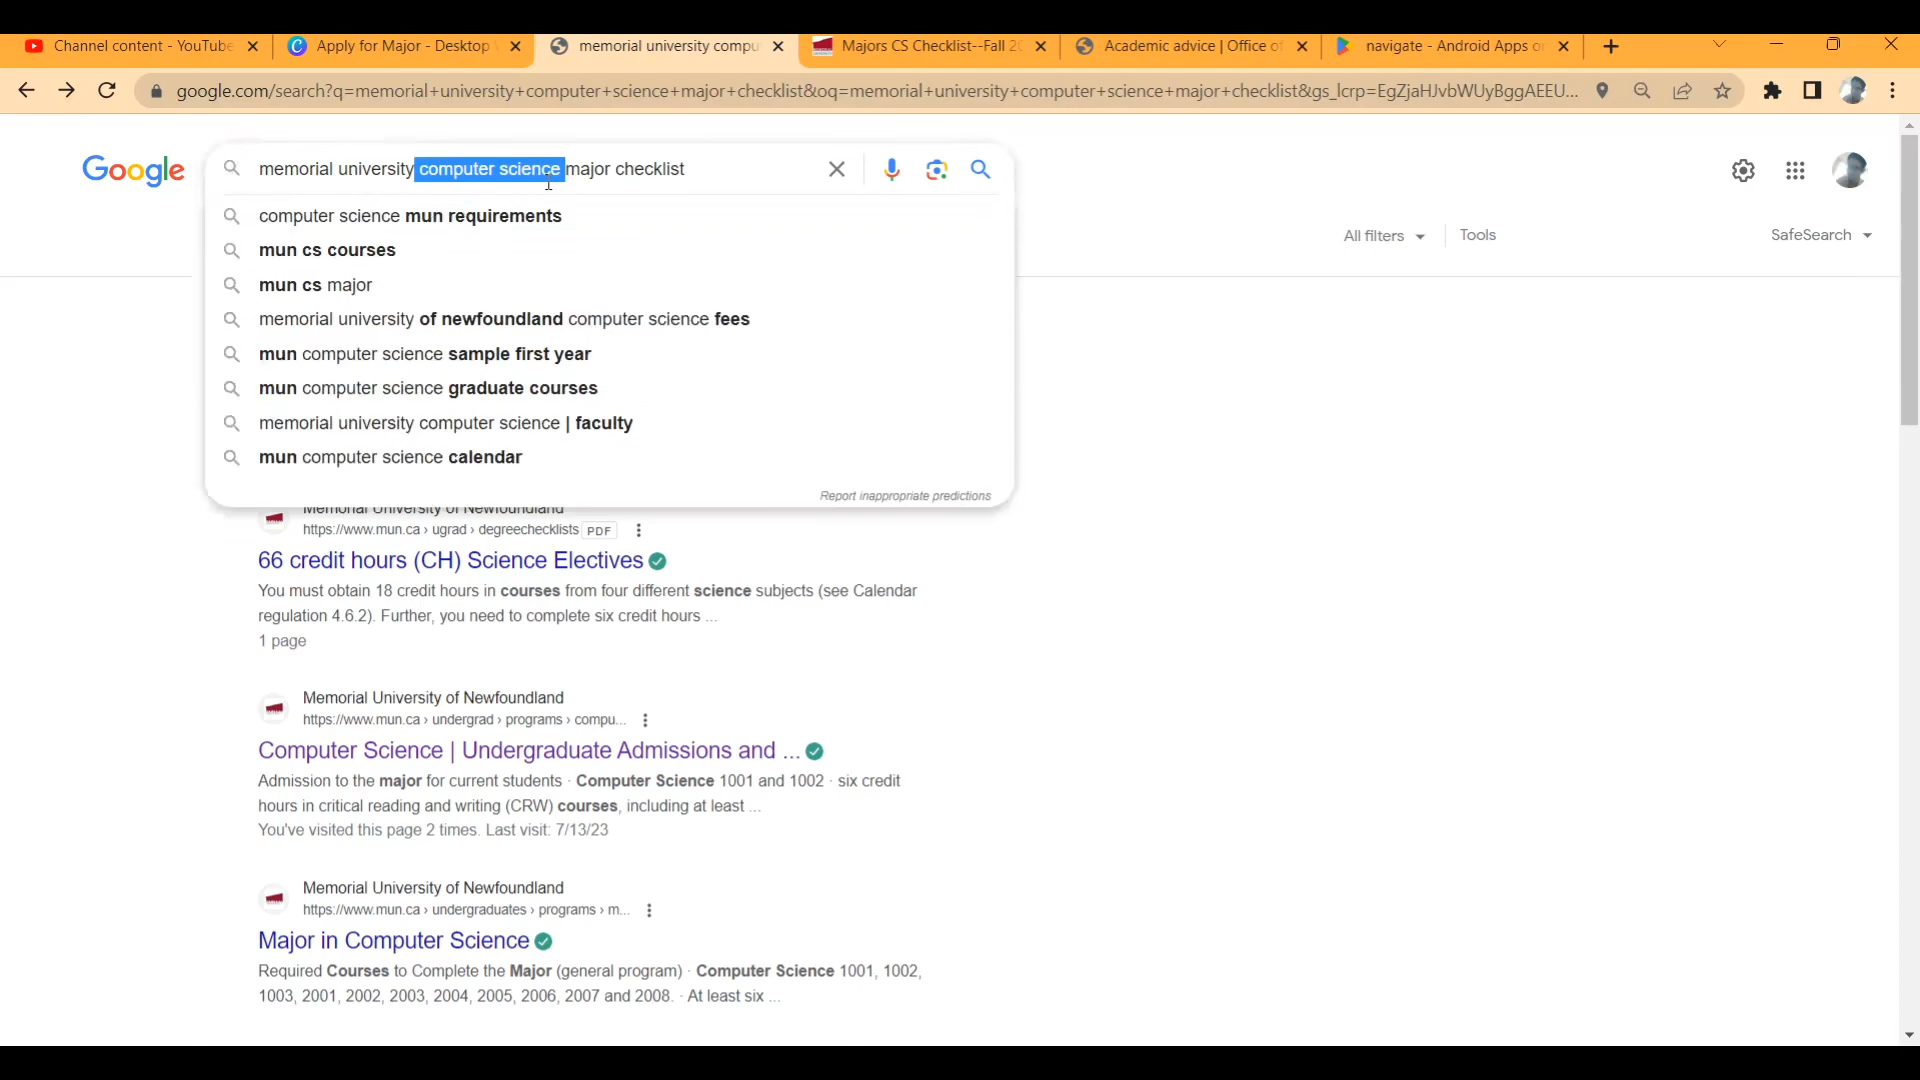 Channel content - YouTube
Apply for Major - Desktop
memorial university compu
Majors CS Checklist--Fall 20
Academic advice | Office of
navigate - Android Apps o
google.com/search?q=memorial+university+computer+science+major+checklist&oq=memorial+university+computer+science+major+checklist&gs_lcrp=EgZjaHJvbWUyBggAEEU...
Google
memorial university computer science major checklist
computer science mun requirements
mun cs courses
mun cs major
memorial university of newfoundland computer science fees
mun computer science sample first year
mun computer science graduate courses
memorial university computer science | faculty
mun computer science calendar
Report inappropriate predictions
All filters
Tools
SafeSearch
Memorial University of Newfoundland
https://www.mun.ca › ugrad › degreechecklists PDF
66 credit hours (CH) Science Electives
You must obtain 18 credit hours in courses from four different science subjects (see Calendar
regulation 4.6.2). Further, you need to complete six credit hours ...
1 page
Memorial University of Newfoundland
https://www.mun.ca › undergrad › programs › compu...
Computer Science | Undergraduate Admissions and ...
Admission to the major for current students · Computer Science 1001 and 1002 · six credit
hours in critical reading and writing (CRW) courses, including at least ...
You've visited this page 2 times. Last visit: 7/13/23
Memorial University of Newfoundland
https://www.mun.ca › undergraduates › programs › m...
Major in Computer Science
Required Courses to Complete the Major (general program) · Computer Science 1001, 1002,
1003, 2001, 2002, 2003, 2004, 2005, 2006, 2007 and 2008. · At least six ...